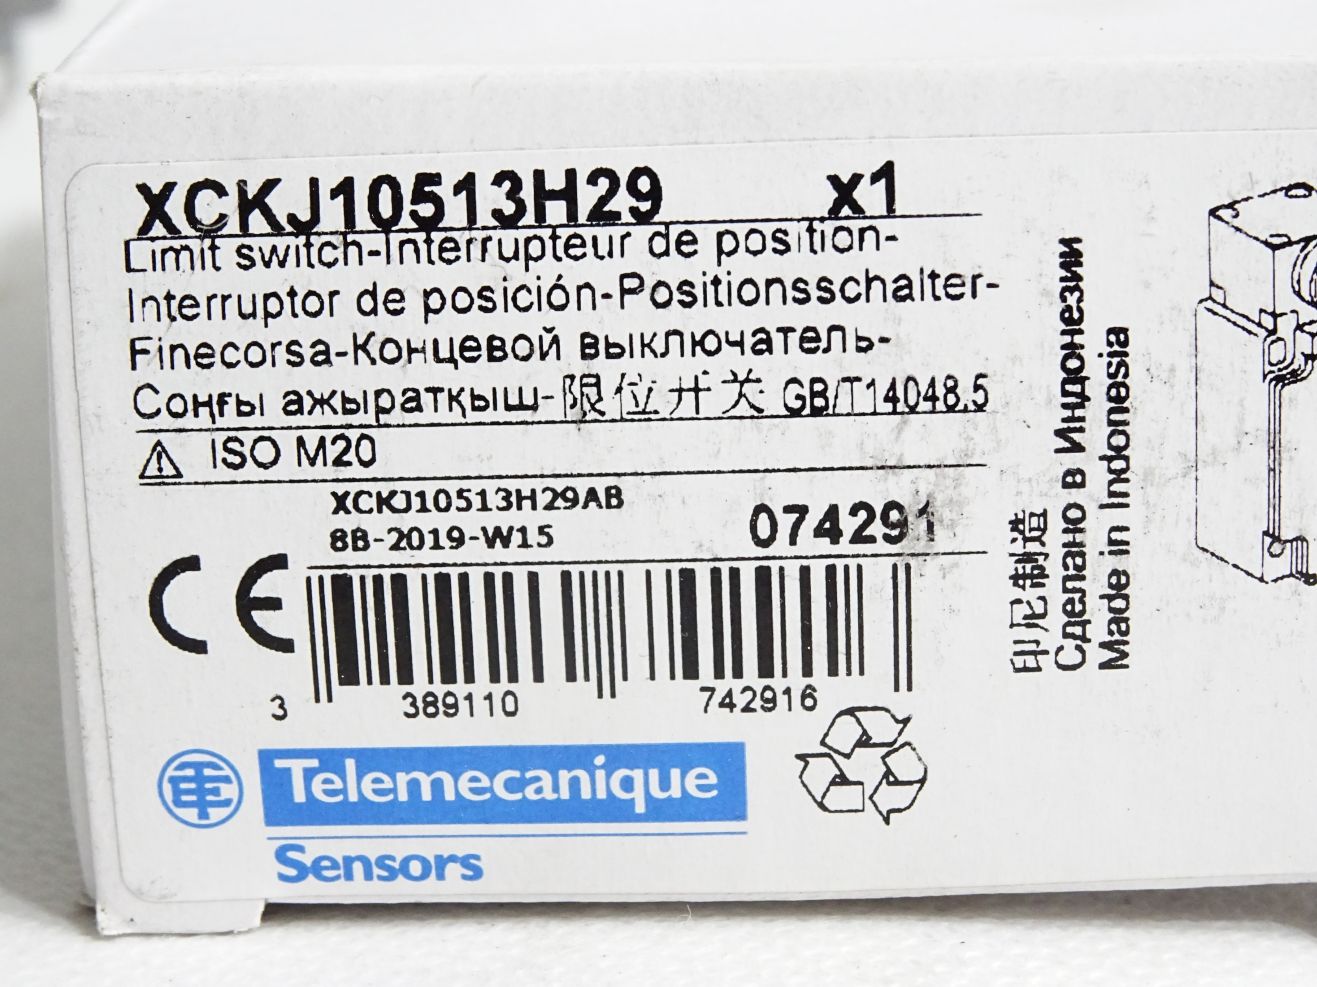 XCKJ10513H29 x1
Limit switch-Interrupteur de position-
Interruptor de posición-Positionsschalter-
Finecorsa-Концевой выключатель-
Соңғы ажыратқыш-限位开关 GB/T14048.5
ISO M20
XCKJ10513H29AB
8B-2019-W15
074291
CE
3 389110 742916
Telemecanique
Sensors
印尼制造
Сделано в Индонезии
Made in Indonesia